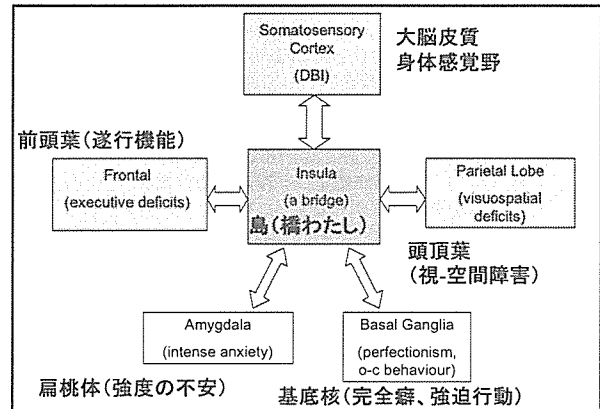 Somatosensory
Cortex
(DBI)
大脳皮質
身体感覚野
前頭葉(遂行機能)
Frontal
(executive deficits)
Insula
(a bridge)
島(橋わたし)
Parietal Lobe
(visuospatial
deficits)
頭頂葉
(視-空間障害)
Amygdala
(intense anxiety)
Basal Ganglia
(perfectionism,
o-c behaviour)
扁桃体(強度の不安)
基底核(完全癖、強迫行動)